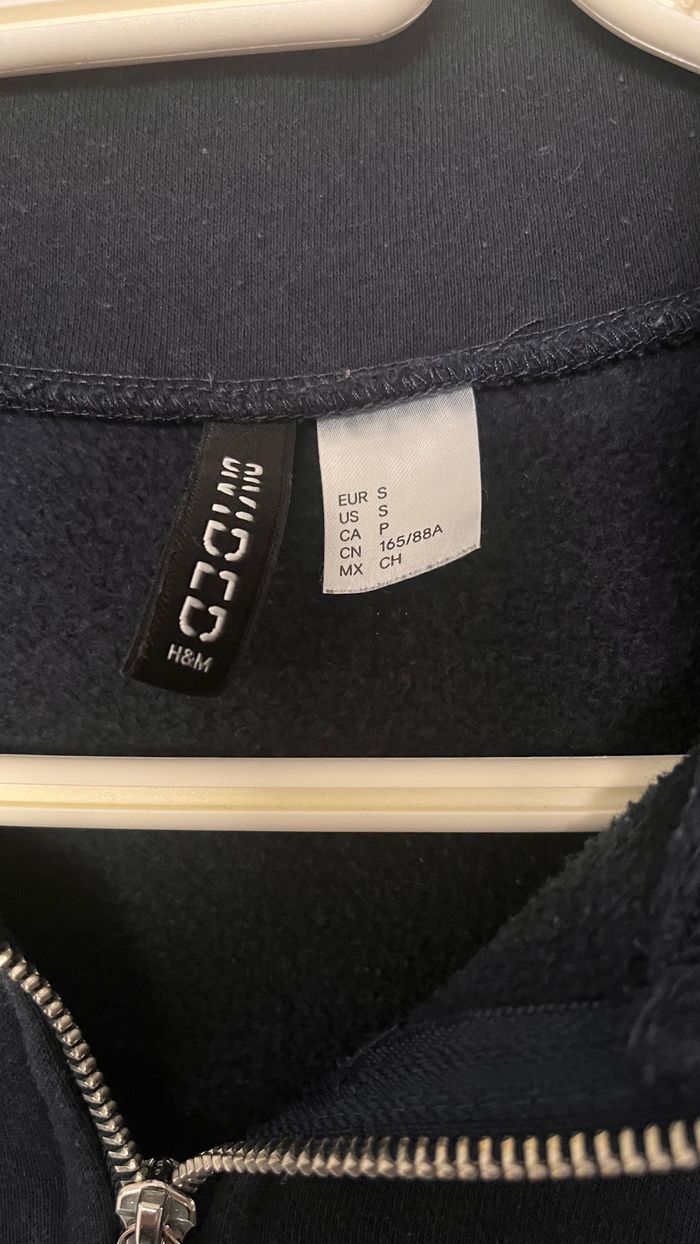 DIVIDED
H&M
EUR S
US S
CA P
CN 165/88A
MX CH